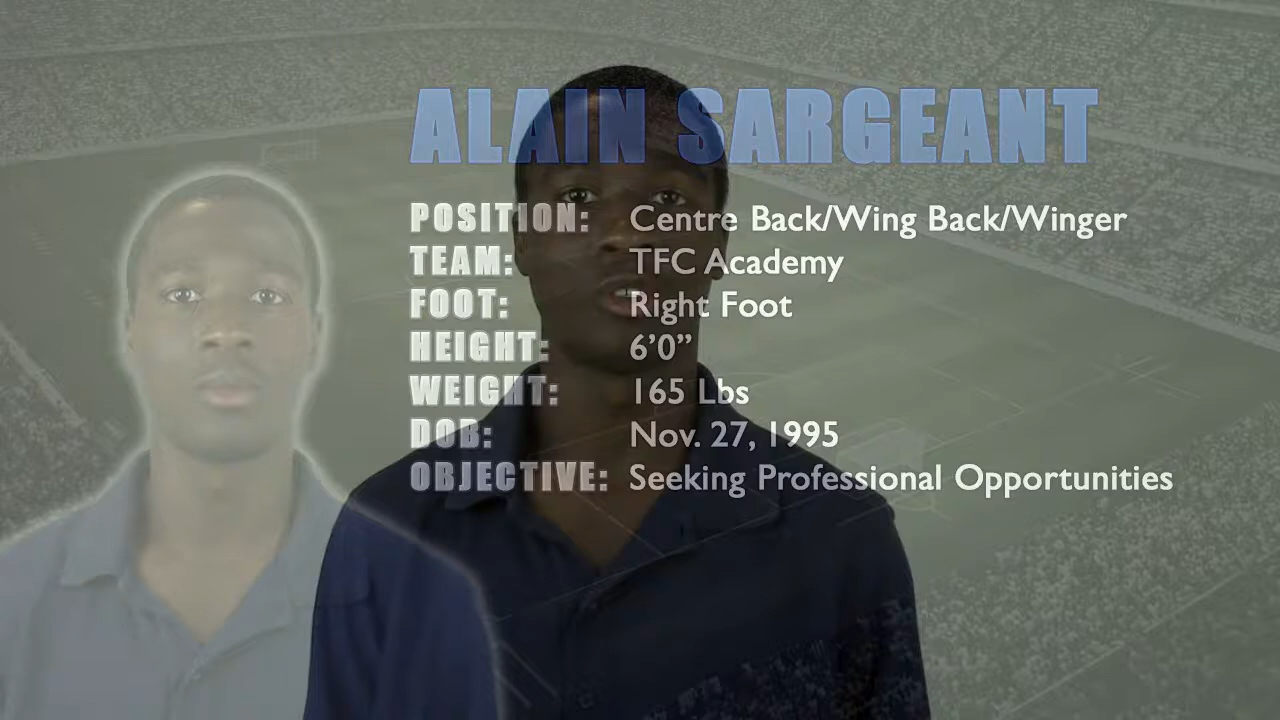 ALAIN SARGEANT
POSITION: Centre Back/Wing Back/Winger
TEAM: TFC Academy
FOOT: Right Foot
HEIGHT: 6’0”
WEIGHT: 165 Lbs
DOB: Nov. 27, 1995
OBJECTIVE: Seeking Professional Opportunities